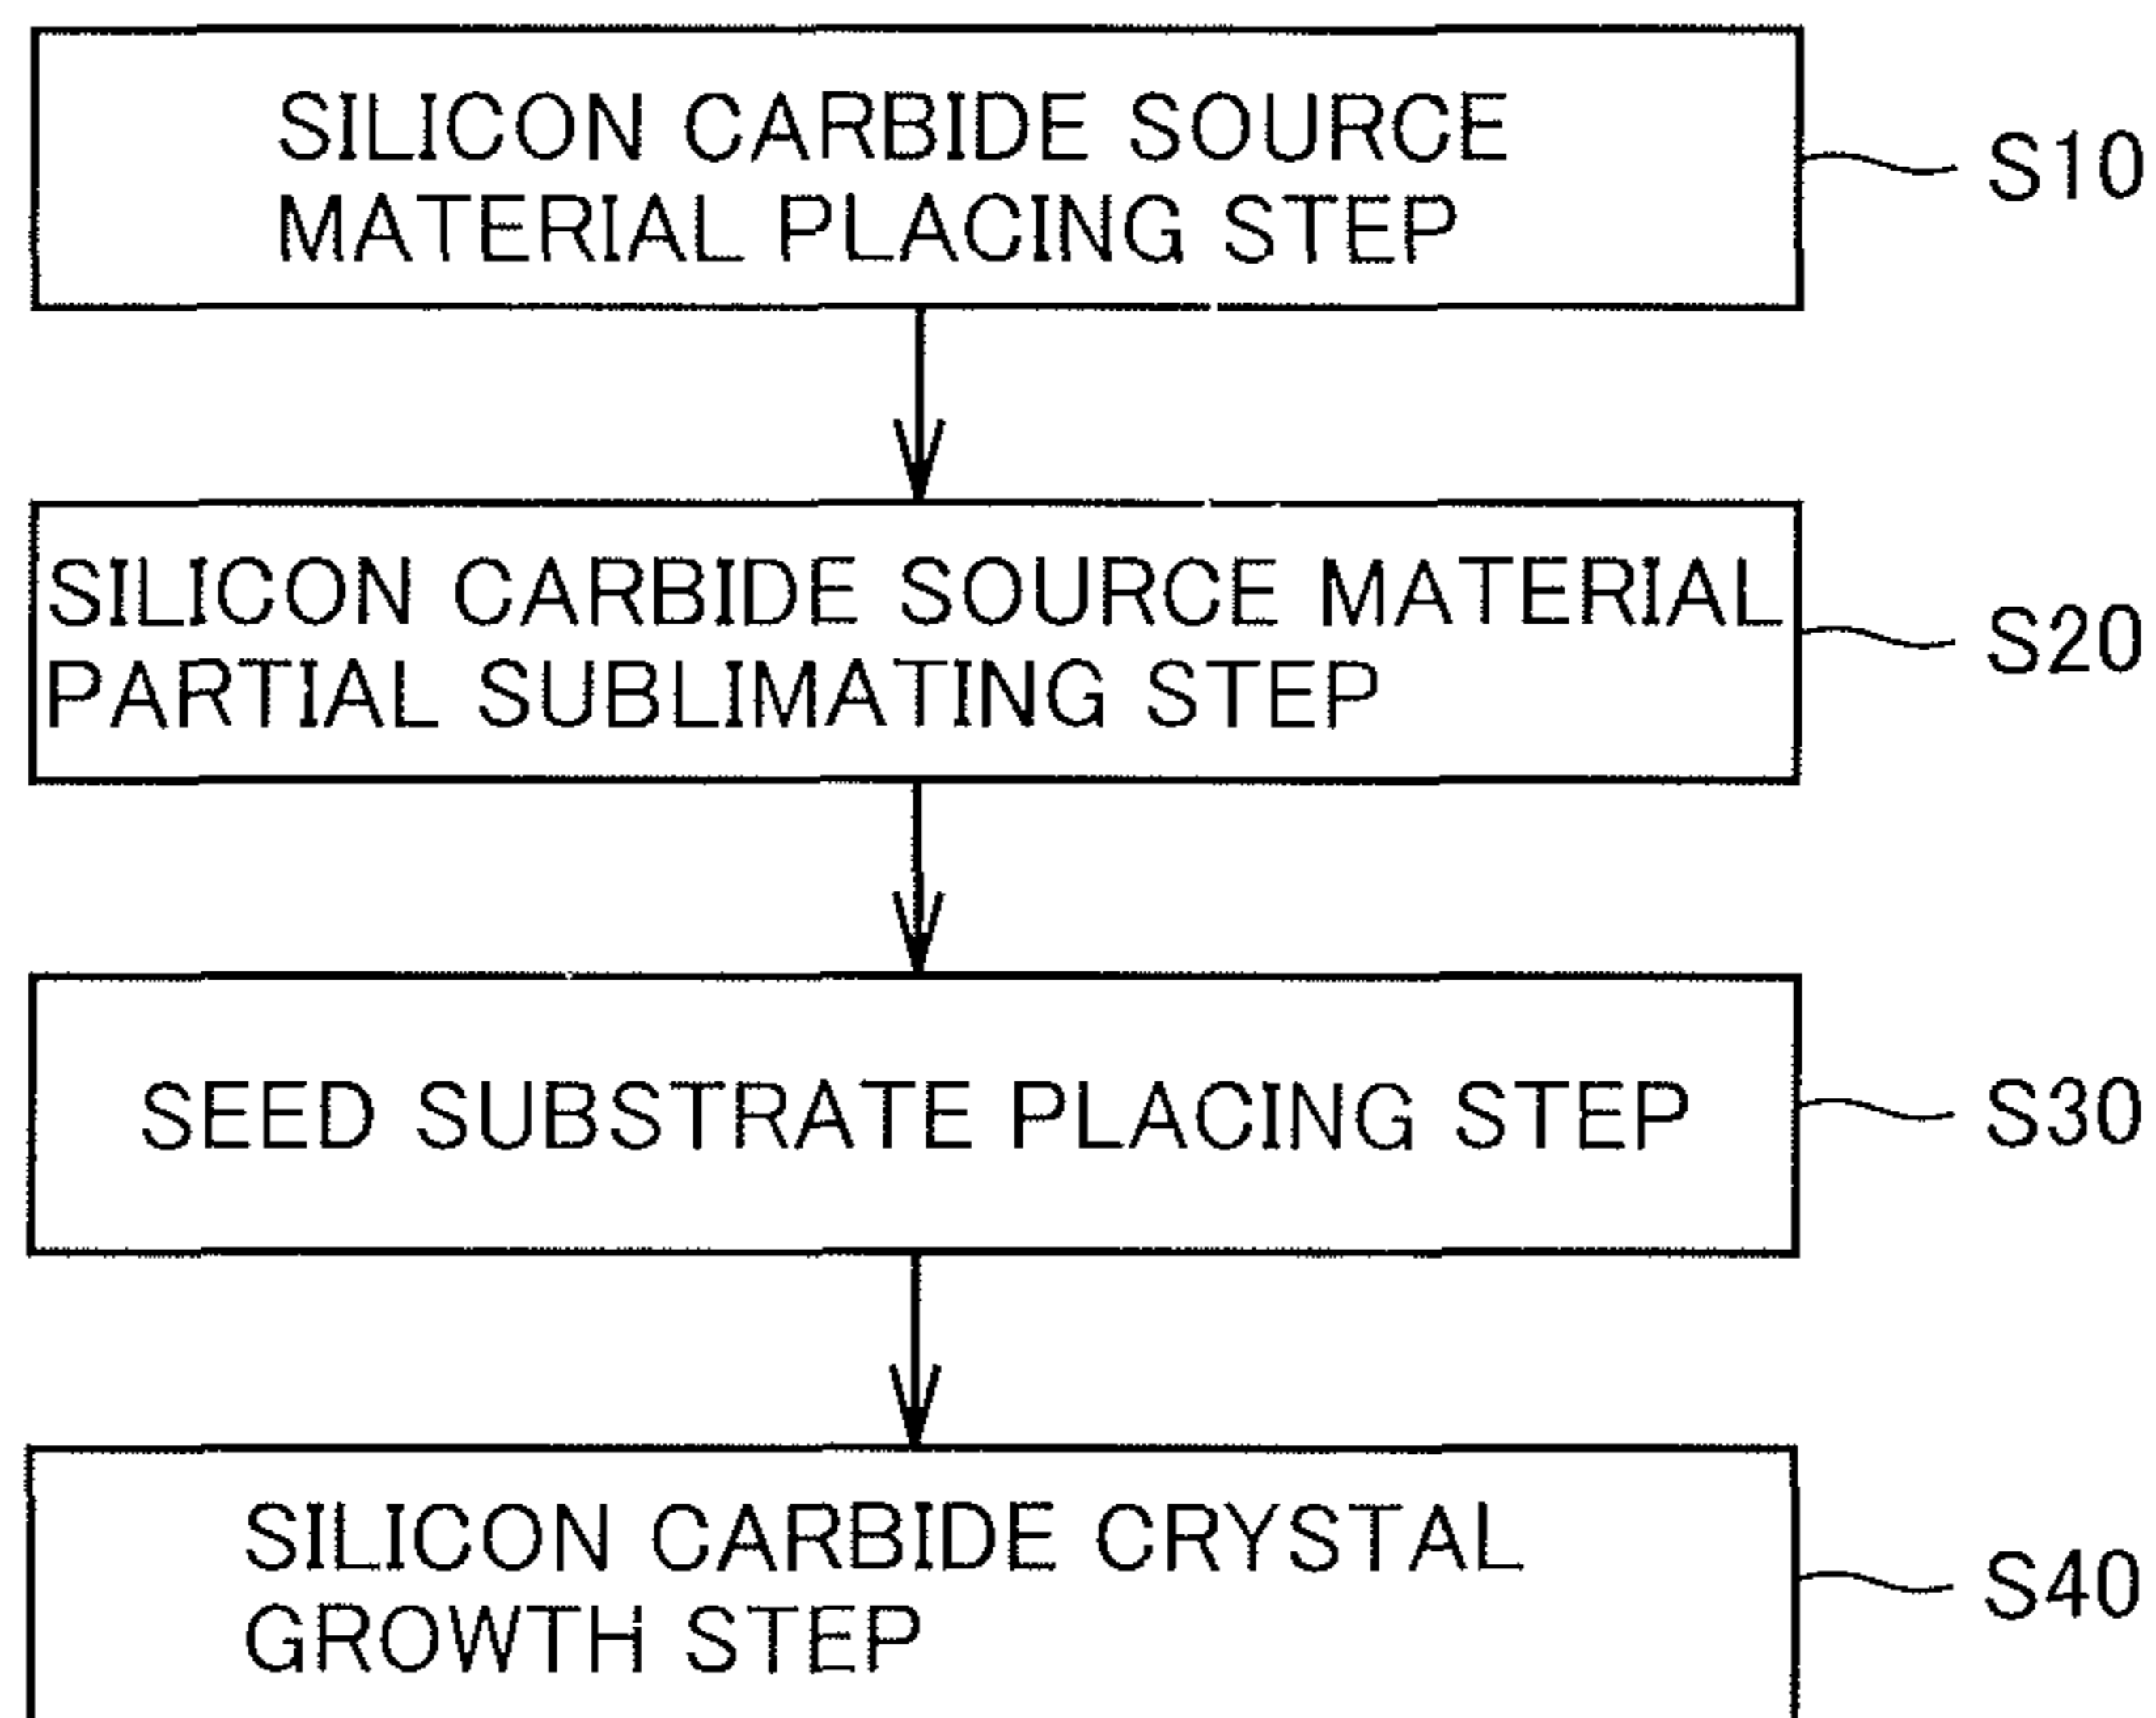 SILICON CARBIDE SOURCE
MATERIAL PLACING STEP
S10
SILICON CARBIDE SOURCE MATERIAL
PARTIAL SUBLIMATING STEP
S20
SEED SUBSTRATE PLACING STEP
S30
SILICON CARBIDE CRYSTAL
GROWTH STEP
S40